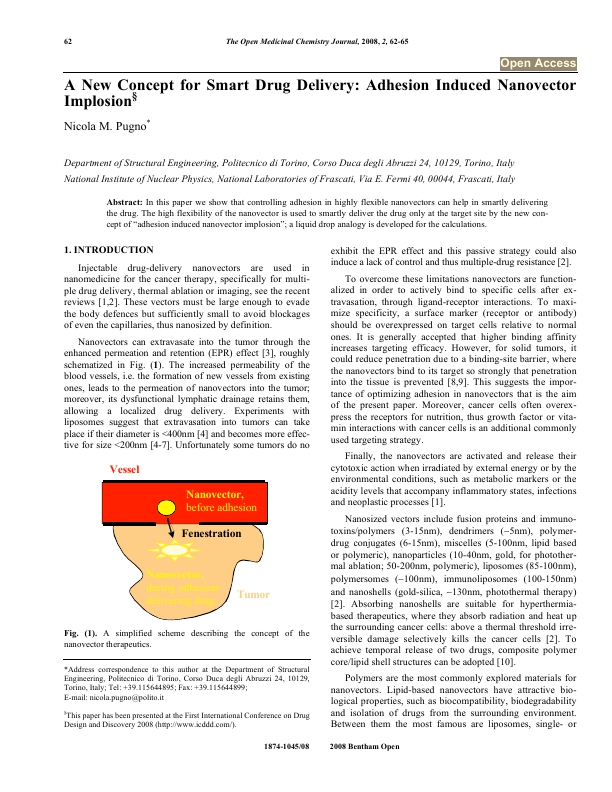 62
The Open Medicinal Chemistry Journal, 2008, 2, 62-65
Open Access
A New Concept for Smart Drug Delivery: Adhesion Induced Nanovector
Implosion§
Nicola M. Pugno*
Department of Structural Engineering, Politecnico di Torino, Corso Duca degli Abruzzi 24, 10129, Torino, Italy
National Institute of Nuclear Physics, National Laboratories of Frascati, Via E. Fermi 40, 00044, Frascati, Italy
Abstract: In this paper we show that controlling adhesion in highly flexible nanovectors can help in smartly delivering
the drug. The high flexibility of the nanovector is used to smartly deliver the drug only at the target site by the new con-
cept of “adhesion induced nanovector implosion”; a liquid drop analogy is developed for the calculations.
1. INTRODUCTION
Injectable drug-delivery nanovectors are used in
nanomedicine for the cancer therapy, specifically for multi-
ple drug delivery, thermal ablation or imaging, see the recent
reviews [1,2]. These vectors must be large enough to evade
the body defences but sufficiently small to avoid blockages
of even the capillaries, thus nanosized by definition.
Nanovectors can extravasate into the tumor through the
enhanced permeation and retention (EPR) effect [3], roughly
schematized in Fig. (1). The increased permeability of the
blood vessels, i.e. the formation of new vessels from existing
ones, leads to the permeation of nanovectors into the tumor;
moreover, its dysfunctional lymphatic drainage retains them,
allowing a localized drug delivery. Experiments with
liposomes suggest that extravasation into tumors can take
place if their diameter is <400nm [4] and becomes more effec-
tive for size <200nm [4-7]. Unfortunately some tumors do no
Vessel
Nanovector,
before adhesion
Fenestration
Tumor
Fig. (1). A simplified scheme describing the concept of the
nanovector therapeutics.
*Address correspondence to this author at the Department of Structural
Engineering, Politecnico di Torino, Corso Duca degli Abruzzi 24, 10129,
Torino, Italy; Tel: +39.115644895; Fax: +39.115644899;
E-mail: nicola.pugno@polito.it
§This paper has been presented at the First International Conference on Drug
Design and Discovery 2008 (http://www.icddd.com/).
exhibit the EPR effect and this passive strategy could also
induce a lack of control and thus multiple-drug resistance [2].
To overcome these limitations nanovectors are function-
alized in order to actively bind to specific cells after ex-
travasation, through ligand-receptor interactions. To maxi-
mize specificity, a surface marker (receptor or antibody)
should be overexpressed on target cells relative to normal
ones. It is generally accepted that higher binding affinity
increases targeting efficacy. However, for solid tumors, it
could reduce penetration due to a binding-site barrier, where
the nanovectors bind to its target so strongly that penetration
into the tissue is prevented [8,9]. This suggests the impor-
tance of optimizing adhesion in nanovectors that is the aim
of the present paper. Moreover, cancer cells often overex-
press the receptors for nutrition, thus growth factor or vita-
min interactions with cancer cells is an additional commonly
used targeting strategy.
Finally, the nanovectors are activated and release their
cytotoxic action when irradiated by external energy or by the
environmental conditions, such as metabolic markers or the
acidity levels that accompany inflammatory states, infections
and neoplastic processes [1].
Nanosized vectors include fusion proteins and immuno-
toxins/polymers (3-15nm), dendrimers (~5nm), polymer-
drug conjugates (6-15nm), miscelles (5-100nm, lipid based
or polymeric), nanoparticles (10-40nm, gold, for photother-
mal ablation; 50-200nm, polymeric), liposomes (85-100nm),
polymersomes (~100nm), immunoliposomes (100-150nm)
and nanoshells (gold-silica, ~130nm, photothermal therapy)
[2]. Absorbing nanoshells are suitable for hyperthermia-
based therapeutics, where they absorb radiation and heat up
the surrounding cancer cells: above a thermal threshold irre-
versible damage selectively kills the cancer cells [2]. To
achieve temporal release of two drugs, composite polymer
core/lipid shell structures can be adopted [10].
Polymers are the most commonly explored materials for
nanovectors. Lipid-based nanovectors have attractive bio-
logical properties, such as biocompatibility, biodegradability
and isolation of drugs from the surrounding environment.
Between them the most famous are liposomes, single- or
1874-1045/08
2008 Bentham Open